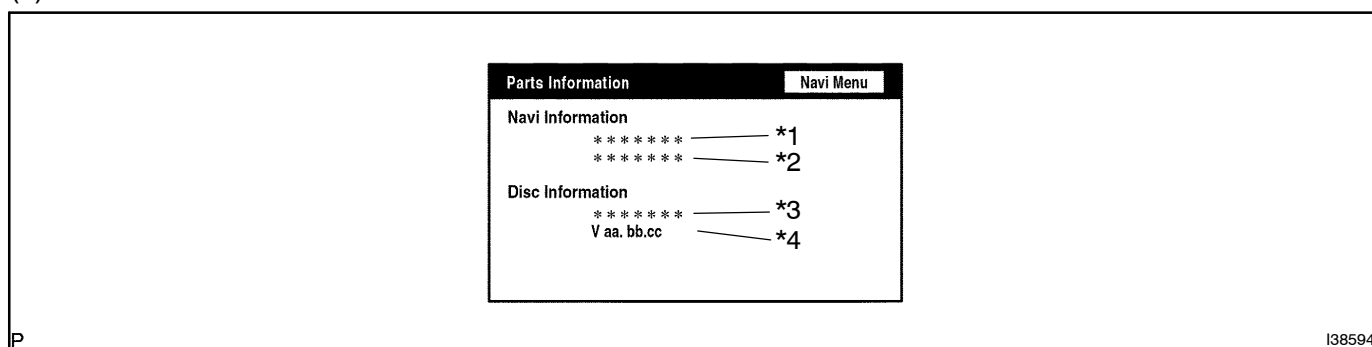 Parts Information Navi Menu
Navi Information
******* *1
******* *2
Disc Information
******* *3
V aa. bb.cc *4
P I38594